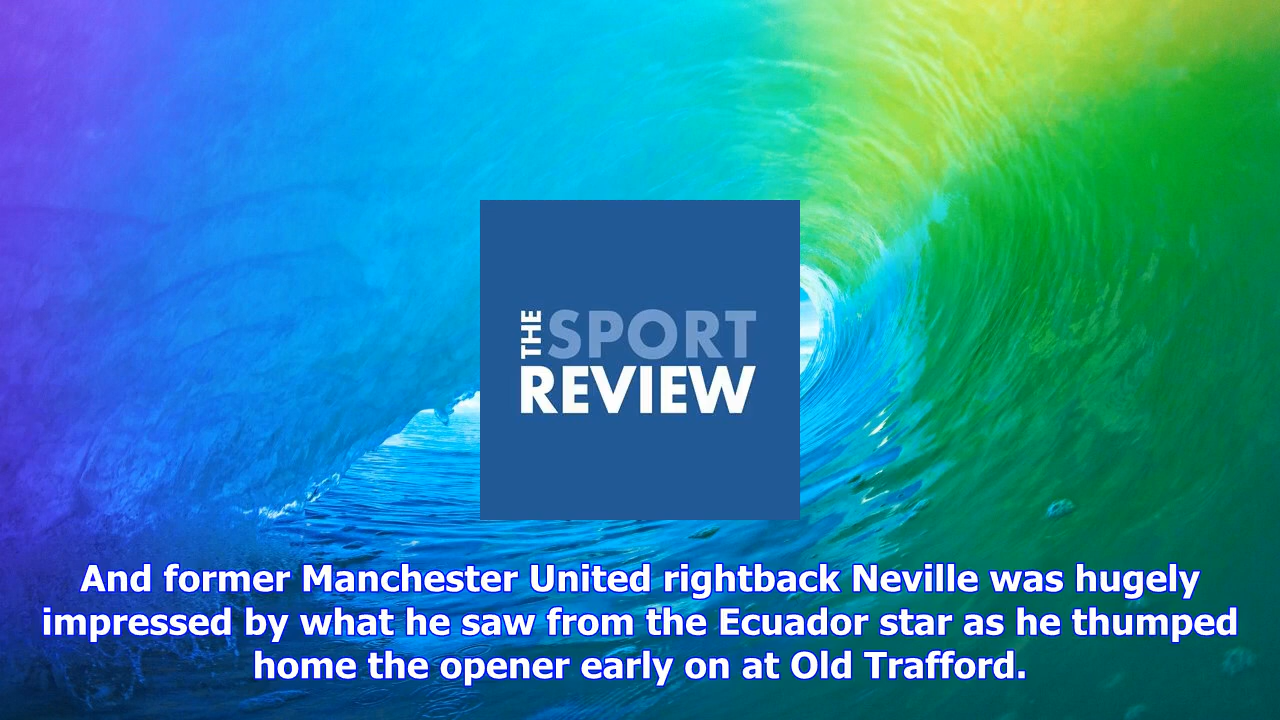 THE
SPORT
REVIEW
And former Manchester United rightback Neville was hugely
impressed by what he saw from the Ecuador star as he thumped
home the opener early on at Old Trafford.